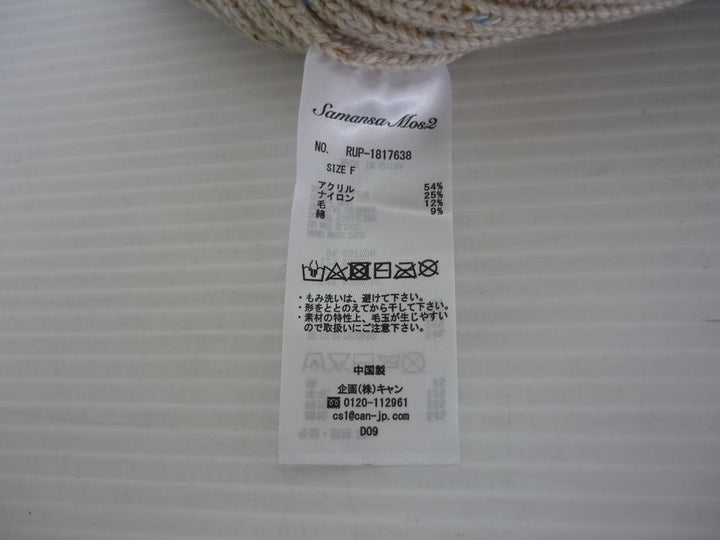 Samansa Mos2
NO. RUP-1817638
SIZE F
アクリル 54%
ナイロン 25%
毛 12%
綿 9%
・もみ洗いは、避けて下さい。
・形をととのえてから干して下さい。
・素材の特性上、毛玉が生じやすい
ので取扱いにご注意下さい。
中国製
企画(株)キャン
0120-112961
cs1@can-jp.com
D09